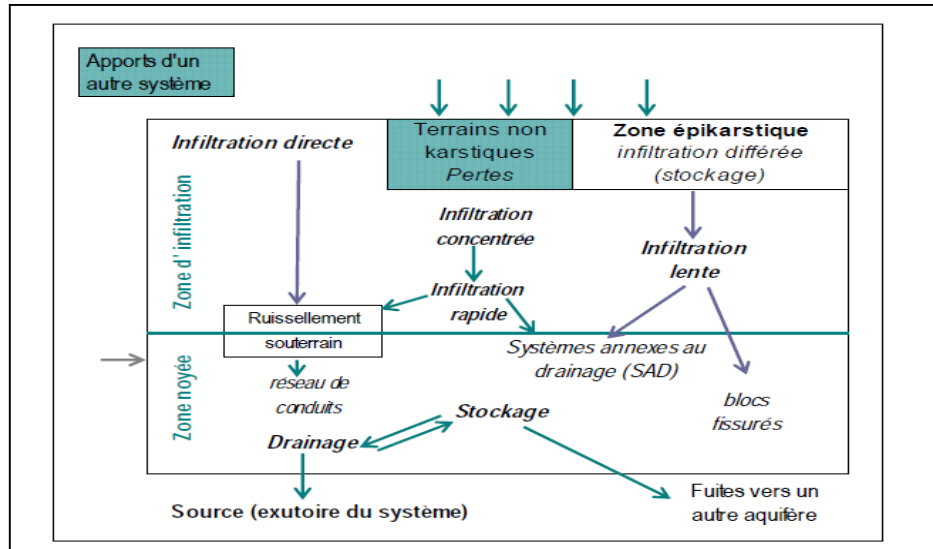 Apports d'un
autre système
Infiltration directe
Terrains non
karstiques
Pertes
Zone épikarstique
infiltration différée
(stockage)
Zone d' infiltration
Infiltration
concentrée
Infiltration
lente
Infiltration
rapide
Ruissellement
souterrain
Zone noyée
Systèmes annexes au
drainage (SAD)
réseau de
conduits
blocs
fissurés
Stockage
Drainage
Source (exutoire du système)
Fuites vers un
autre aquifère